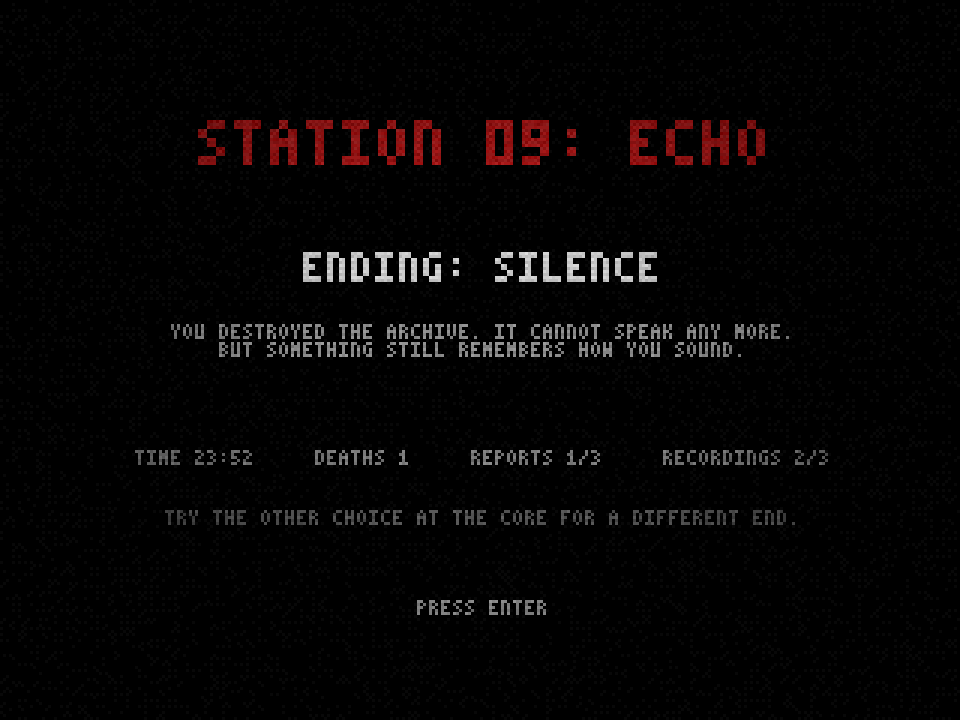 STATION 09: ECHO
ENDING: SILENCE
YOU DESTROYED THE ARCHIVE. IT CANNOT SPEAK ANY MORE.
BUT SOMETHING STILL REMEMBERS HOW YOU SOUND.
TIME 23:52 DEATHS 1 REPORTS 1/3 RECORDINGS 2/3
TRY THE OTHER CHOICE AT THE CORE FOR A DIFFERENT END.
PRESS ENTER